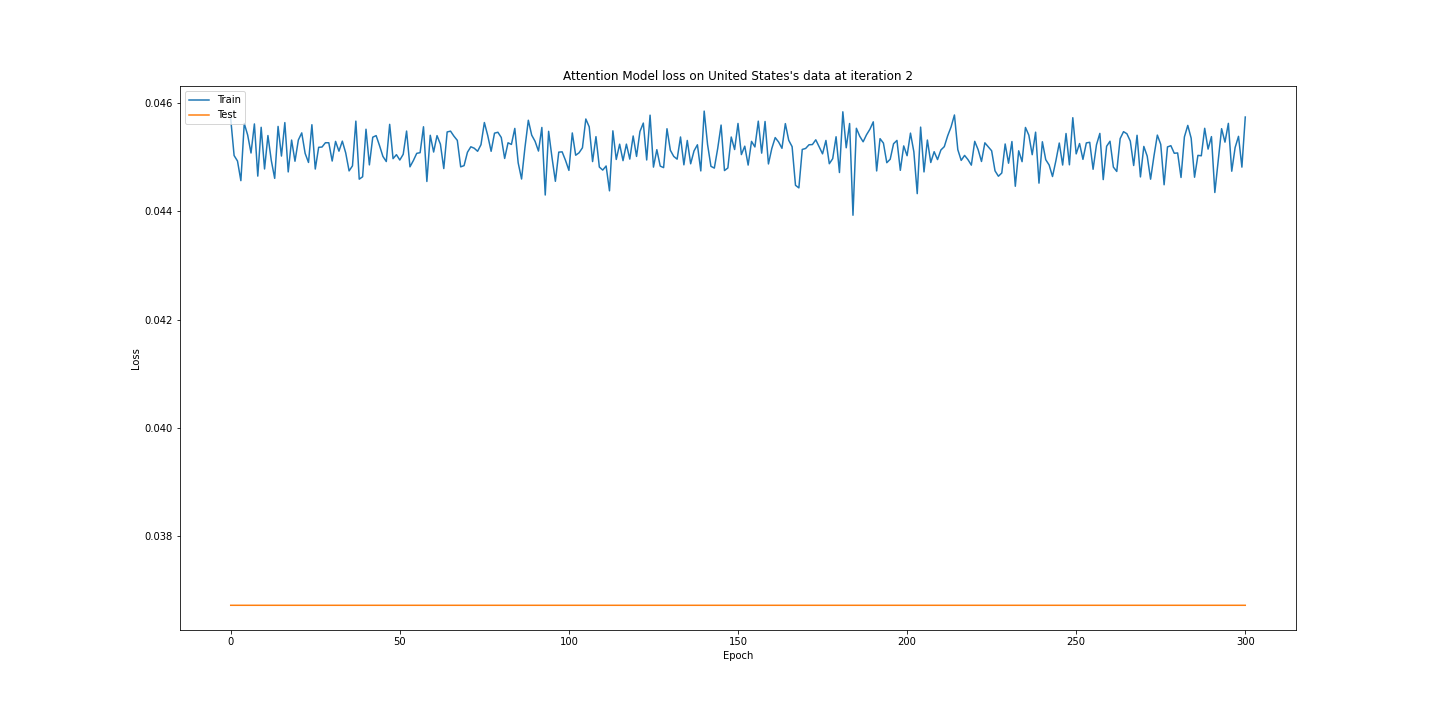 Attention Model loss on United States's data at iteration 2
Train
Test
0.046
0.044
0.042
0.040
0.038
Loss
0 50 100 150 200 250 300
Epoch